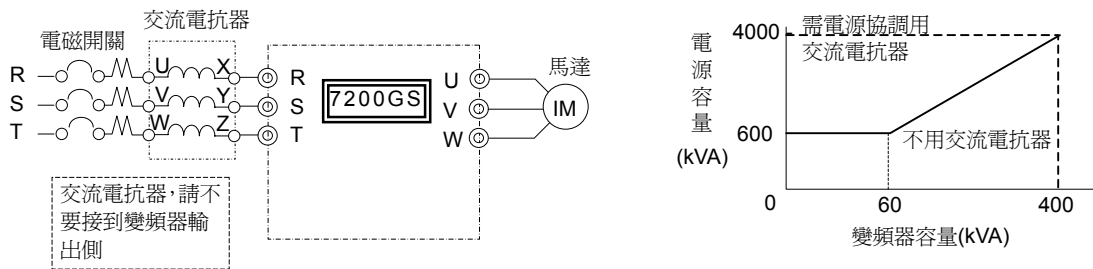 交流電抗器
電磁開關
R
S
T
U X
V Y
W Z
R
S
T
7200GS
U
V
W
馬達
IM
交流電抗器,請不
要接到變頻器輸
出側
電源容量
(kVA)
4000
600
0
60
400
需電源協調用
交流電抗器
不用交流電抗器
變頻器容量(kVA)